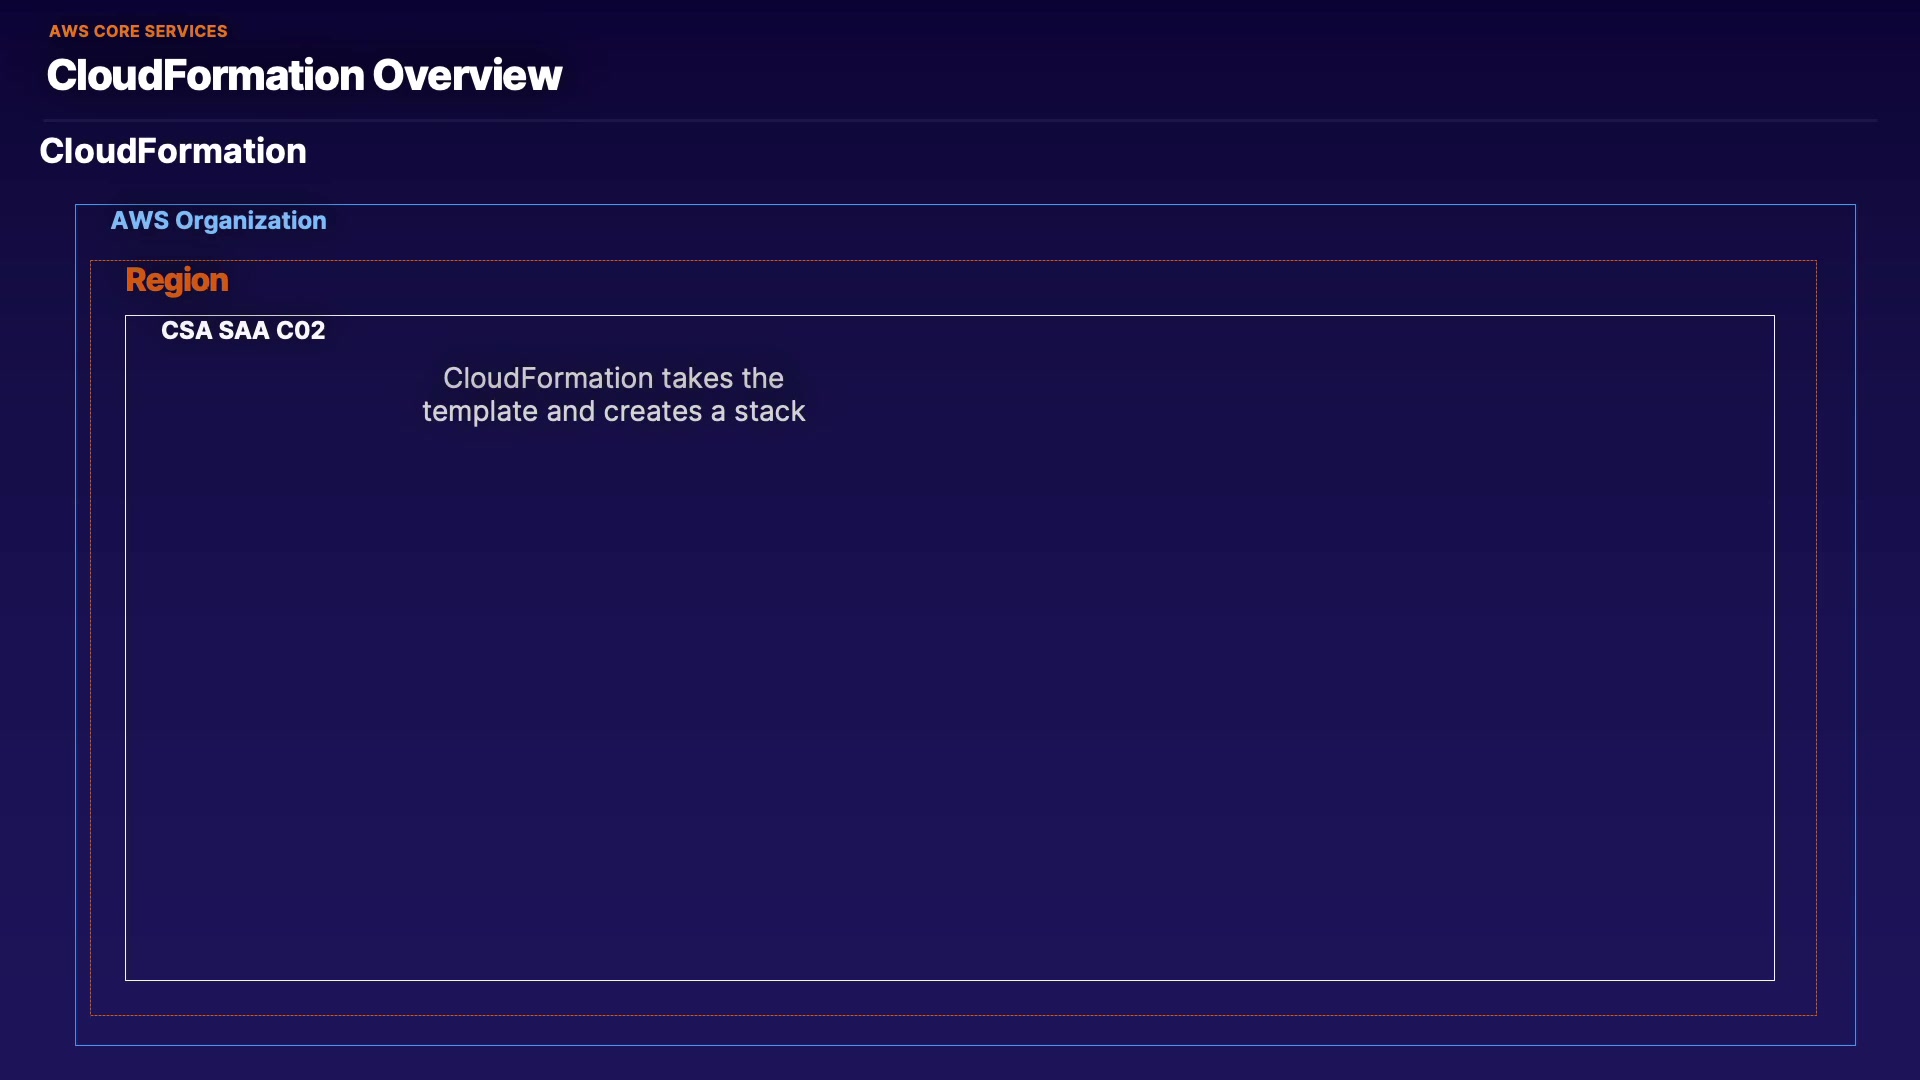 AWS CORE SERVICES
CloudFormation Overview
CloudFormation
AWS Organization
Region
CSA SAA C02
CloudFormation takes the
template and creates a stack